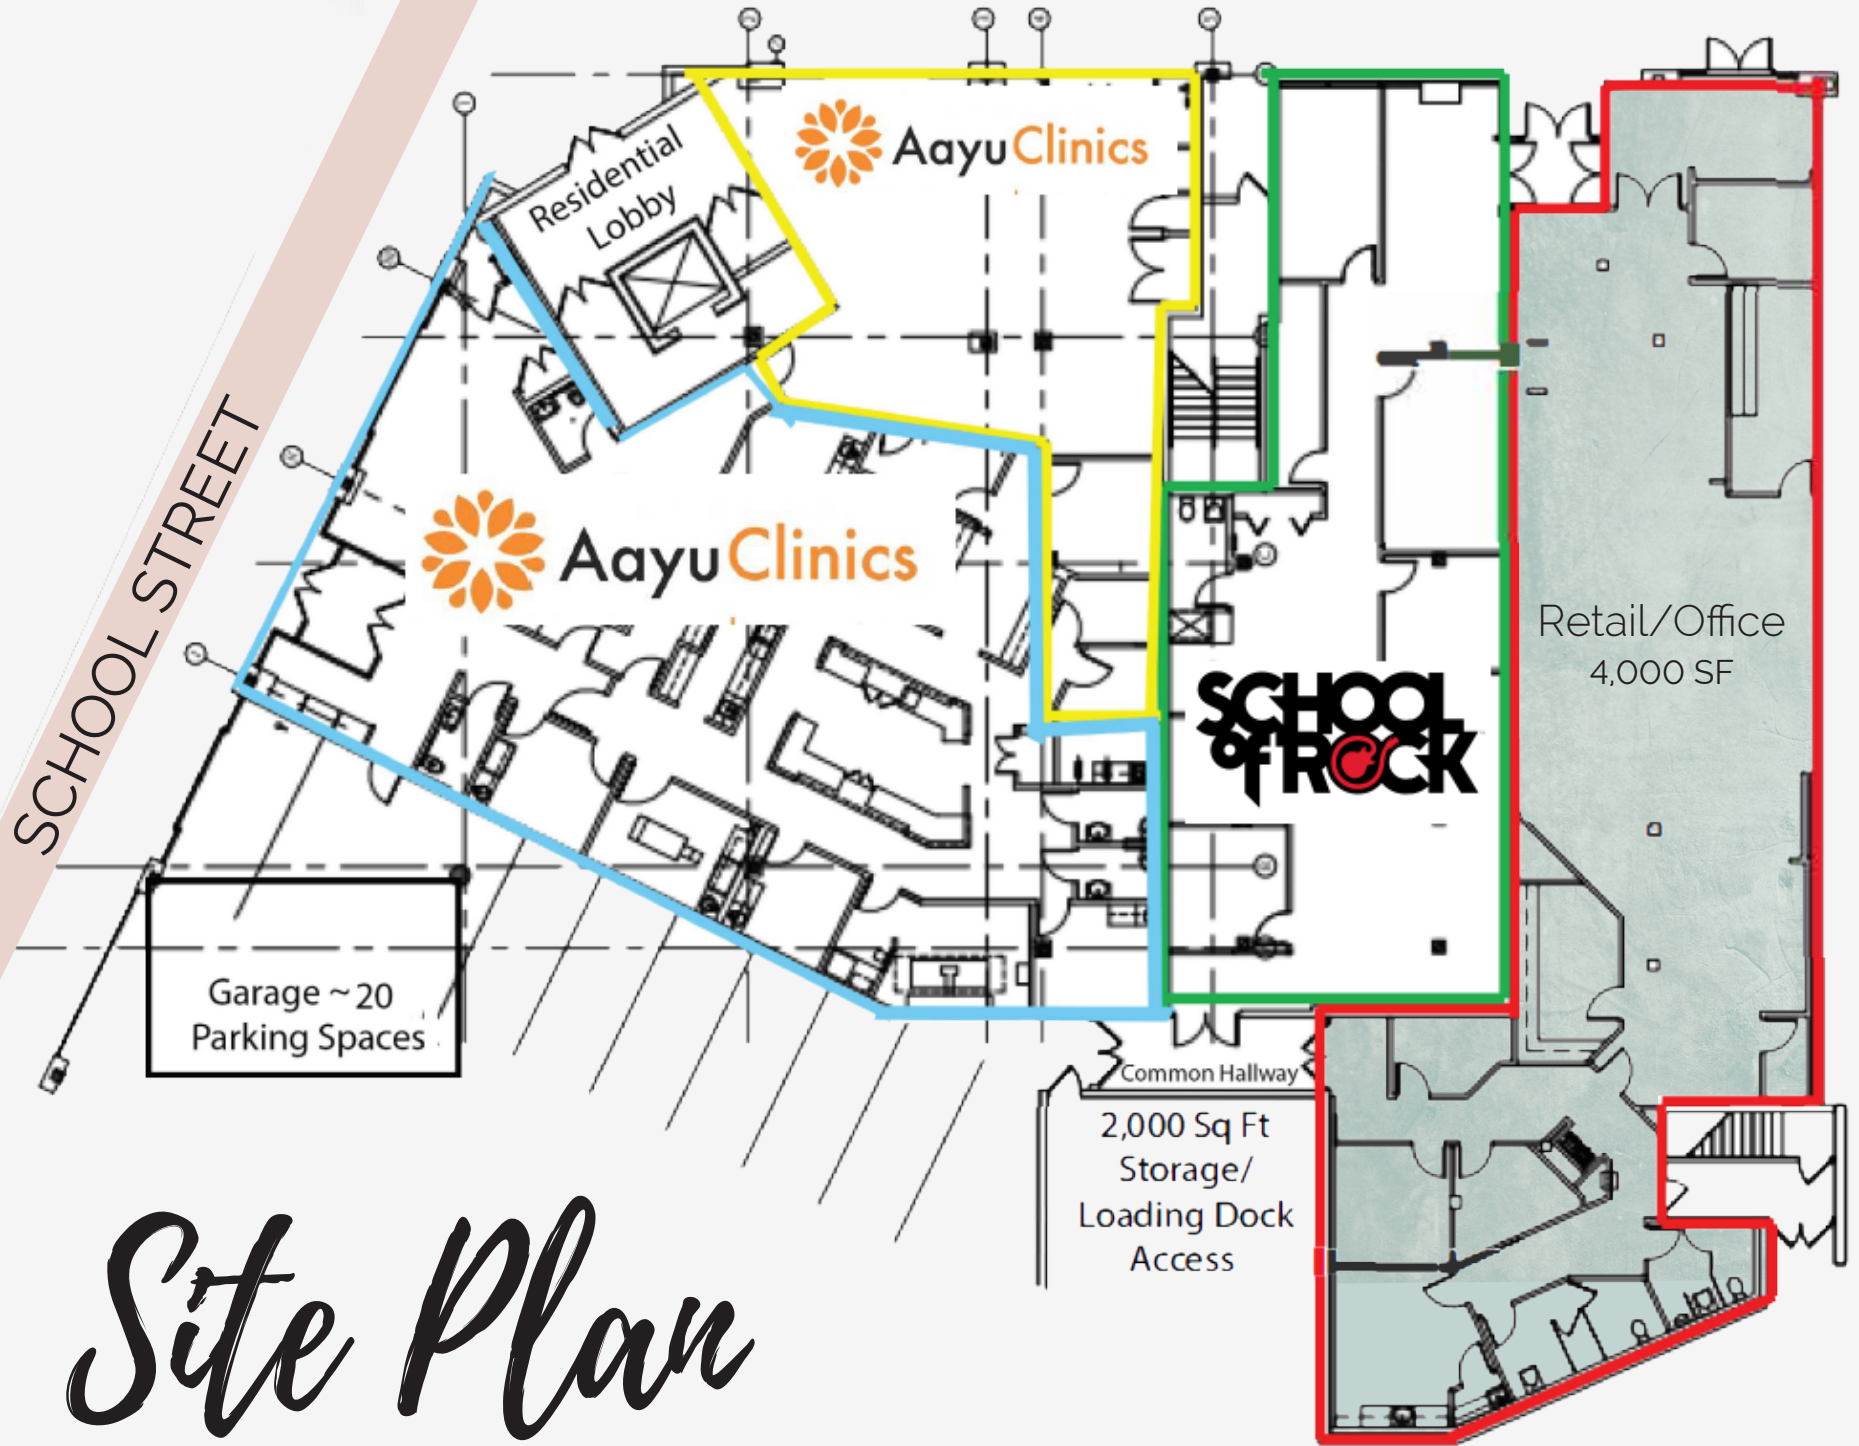 Residential
Lobby
AayuClinics
SCHOOL STREET
AayuClinics
Retail/Office
4,000 SF
SCHOOL
of ROCK
Garage ~20
Parking Spaces
Common Hallway
2,000 Sq Ft
Storage/
Loading Dock
Access
Site Plan